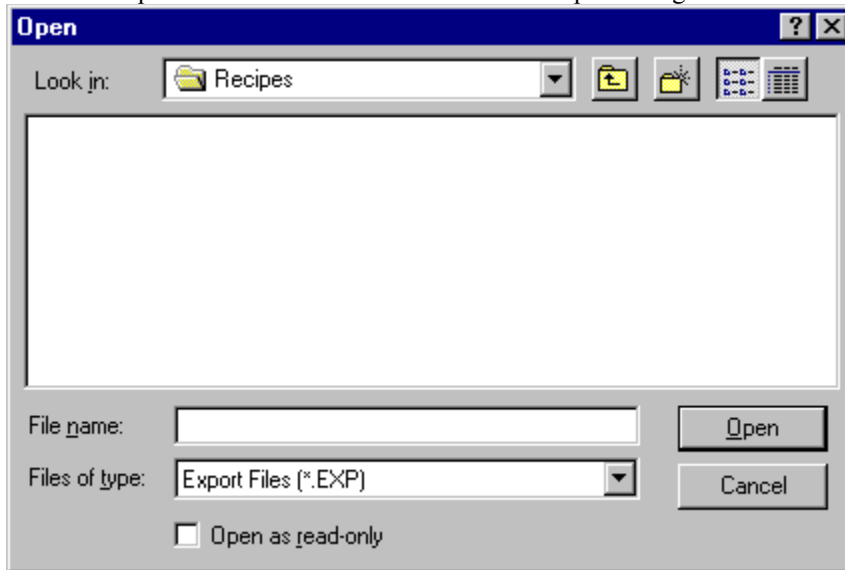 Open
Look in:
Recipes
File name:
Open
Files of type:
Export Files (*.EXP)
Cancel
Open as read-only